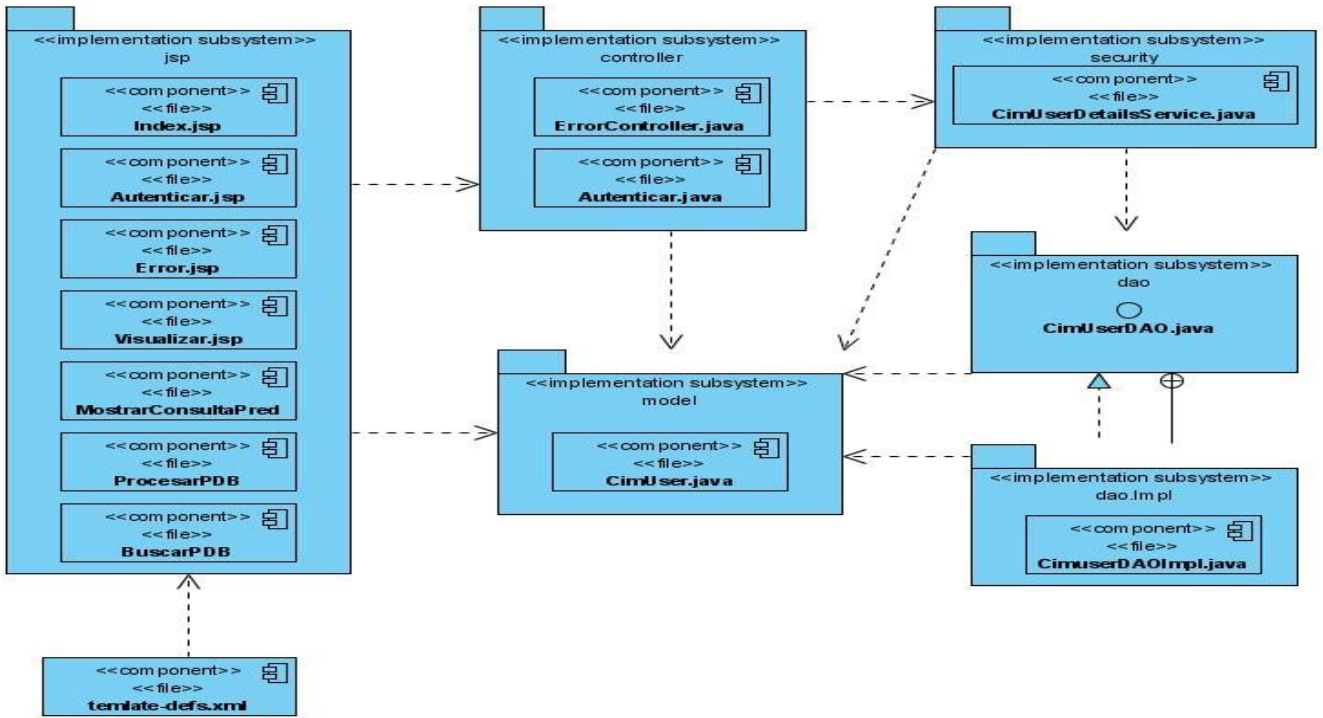 <<implementation subsystem>>
jsp
<<component>>
<<file>>
Index.jsp
<<component>>
<<file>>
Autenticar.jsp
<<component>>
<<file>>
Error.jsp
<<component>>
<<file>>
Visualizar.jsp
<<component>>
<<file>>
MostrarConsultaPred
<<component>>
<<file>>
ProcesarPDB
<<component>>
<<file>>
BuscarPDB
<<component>>
<<file>>
temlate-defs.xml
<<implementation subsystem>>
controller
<<component>>
<<file>>
ErrorController.java
<<component>>
<<file>>
Autenticar.java
<<implementation subsystem>>
model
<<component>>
<<file>>
CimUser.java
<<implementation subsystem>>
security
<<component>>
<<file>>
CimUserDetailsService.java
<<implementation subsystem>>
dao
CimUserDAO.java
<<implementation subsystem>>
dao.Impl
<<component>>
<<file>>
CimuserDAOImpl.java